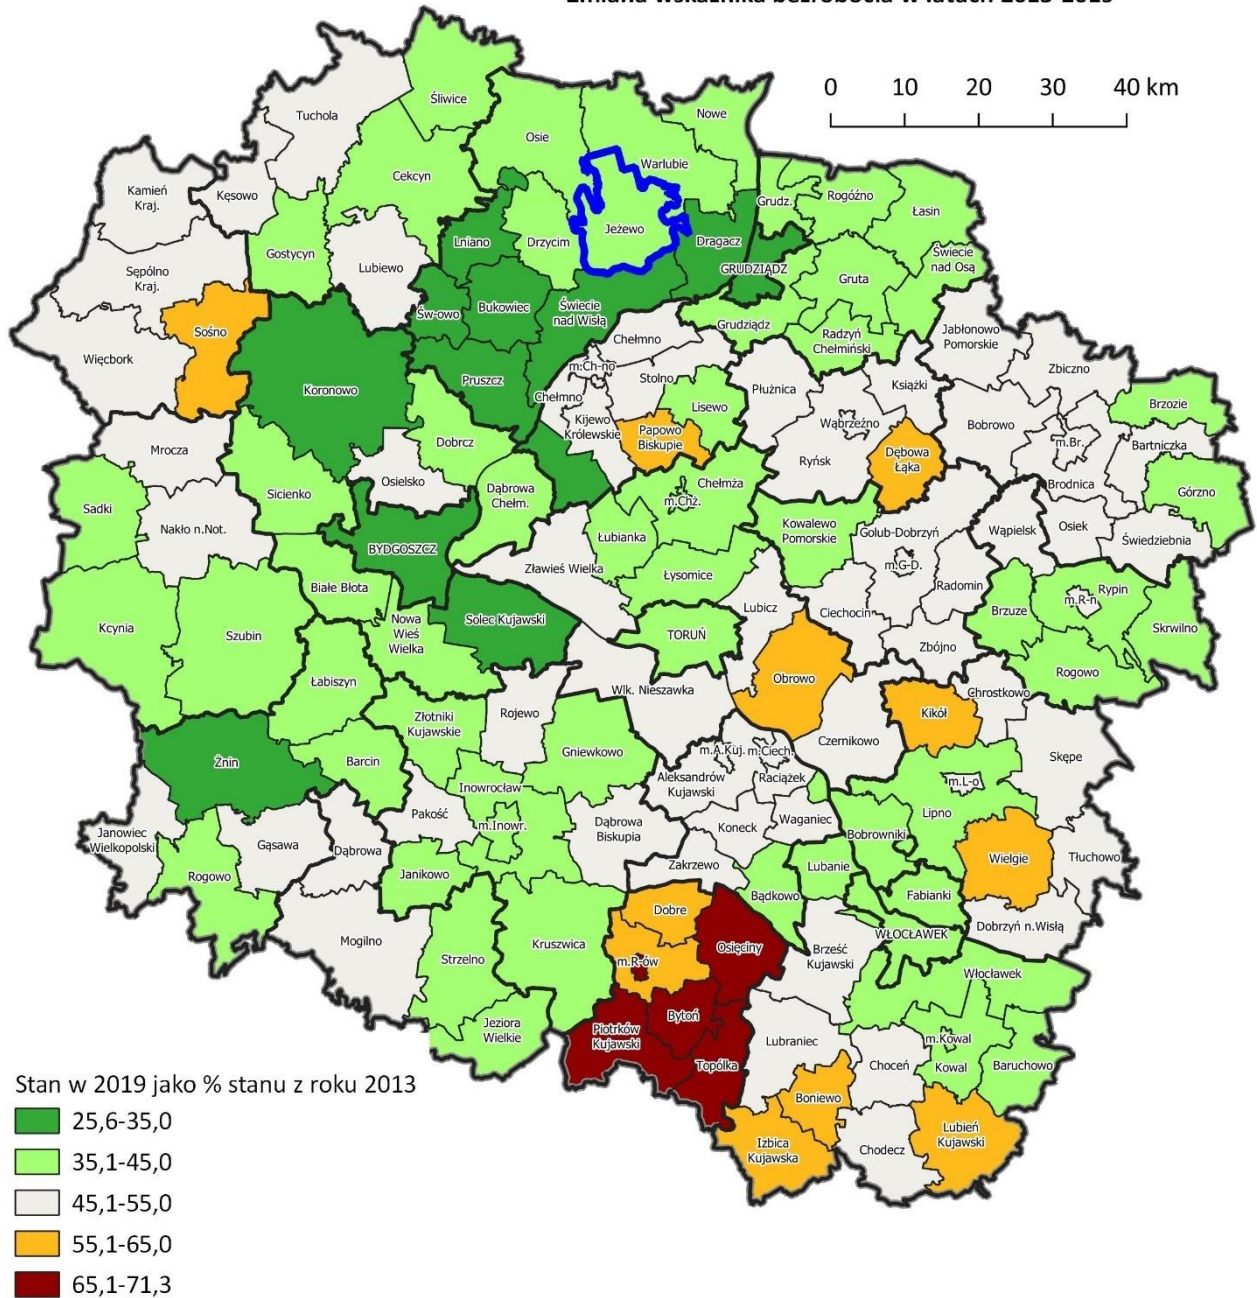 Zmiana wskaźnika bezrobocia w latach 2013-2019
0 10 20 30 40 km
Śliwice
Tuchola
Nowe
Osie
Warlubie
Cekcyn
Kamień
Kraj.
Kęsowo
Grudz.
Rogóźno
Łasin
Jeżewo
Gostycyn
Lniano
Drzycim
Dragacz
Lubiewo
GRUDZIĄDZ
Świecie
nad Osą
Sępólno
Kraj.
Gruta
Św-owo
Bukowiec
Świecie
nad Wisłą
Sośno
Grudziądz
Radzyń
Chełmiński
Jabłonowo
Pomorskie
Chełmno
Więcbork
m.Ch-no
Zbiczno
Koronowo
Pruszcz
Stolno
Płużnica
Książki
Chełmno
Lisewo
Brzozie
Kijewo
Królewskie
Papowo
Biskupie
Wąbrzeźno
Bobrowo
m.Br.
Bartniczka
Dobrcz
Mrocza
Ryńsk
Dębowa
Łąka
Osielsko
Chełmża
Brodnica
Sicienko
Dąbrowa
Chełm.
Górzno
Sadki
m.Chż.
Nakło n.Not.
Kowalewo
Pomorskie
Golub-Dobrzyń
Wąpielsk
Osiek
Świedziebnia
Łubianka
BYDGOSZCZ
Zławieś Wielka
Łysomice
m.G-D.
Radomin
Białe Błota
Rypin
m.R-n
Lubicz
Ciechocin
Brzuze
Solec Kujawski
Nowa
Wieś
Wielka
Kcynia
Szubin
TORUŃ
Skrwilno
Zbójno
Rogowo
Łabiszyn
Obrowo
Wlk. Nieszawka
Chrostkowo
Rojewo
Kikół
Złotniki
Kujawskie
Czernikowo
m.A.Kuj.
m.Ciech.
Gniewkowo
Żnin
Barcin
Skępe
Aleksandrów
Kujawski
Raciążek
m.L-o
Inowrocław
Pakość
Lipno
m.Inowr.
Dąbrowa
Biskupia
Koneck
Waganiec
Janowiec
Wielkopolski
Bobrowniki
Gąsawa
Dąbrowa
Wielgie
Tłuchowo
Zakrzewo
Lubanie
Rogowo
Janikowo
Bądkowo
Fabianki
Dobre
Dobrzyń n.Wisłą
WŁOCŁAWEK
Mogilno
Kruszwica
Osięciny
Brześć
Kujawski
Strzelno
m.R-ów
Włocławek
Bytoń
Jeziora
Wielkie
Piotrków
Kujawski
Lubraniec
m.Kowal
Topólka
Choceń
Kowal
Baruchowo
Boniewo
Lubień
Kujawski
Izbica
Kujawska
Chodecz
Stan w 2019 jako % stanu z roku 2013
25,6-35,0
35,1-45,0
45,1-55,0
55,1-65,0
65,1-71,3